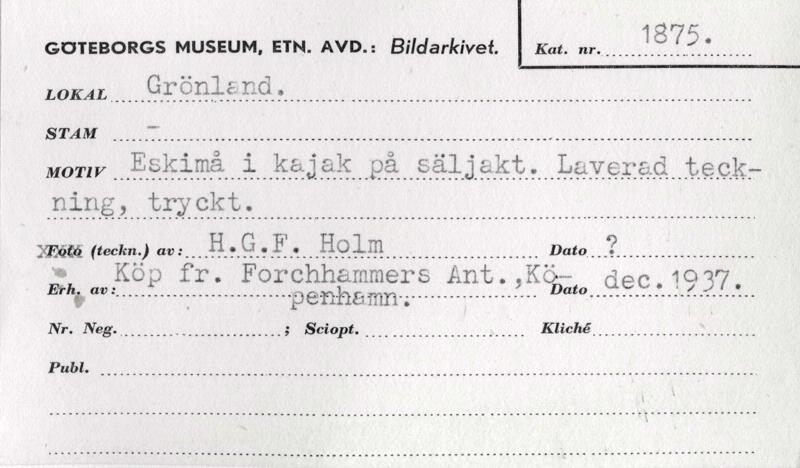 GÖTEBORGS MUSEUM, ETN. AVD.: Bildarkivet. Kat. nr. 1875.
LOKAL Grönland.
STAM -
MOTIV Eskimå i kajak på säljakt. Laverad teck-
ning, tryckt.
Foto (teckn.) av: H.G.F. Holm Dato ?
Erh. av: Köp fr. Forchhammers Ant., Kö- Dato dec. 1937.
penhamn.
Nr. Neg. ; Sciopt. Kliché
Publ.